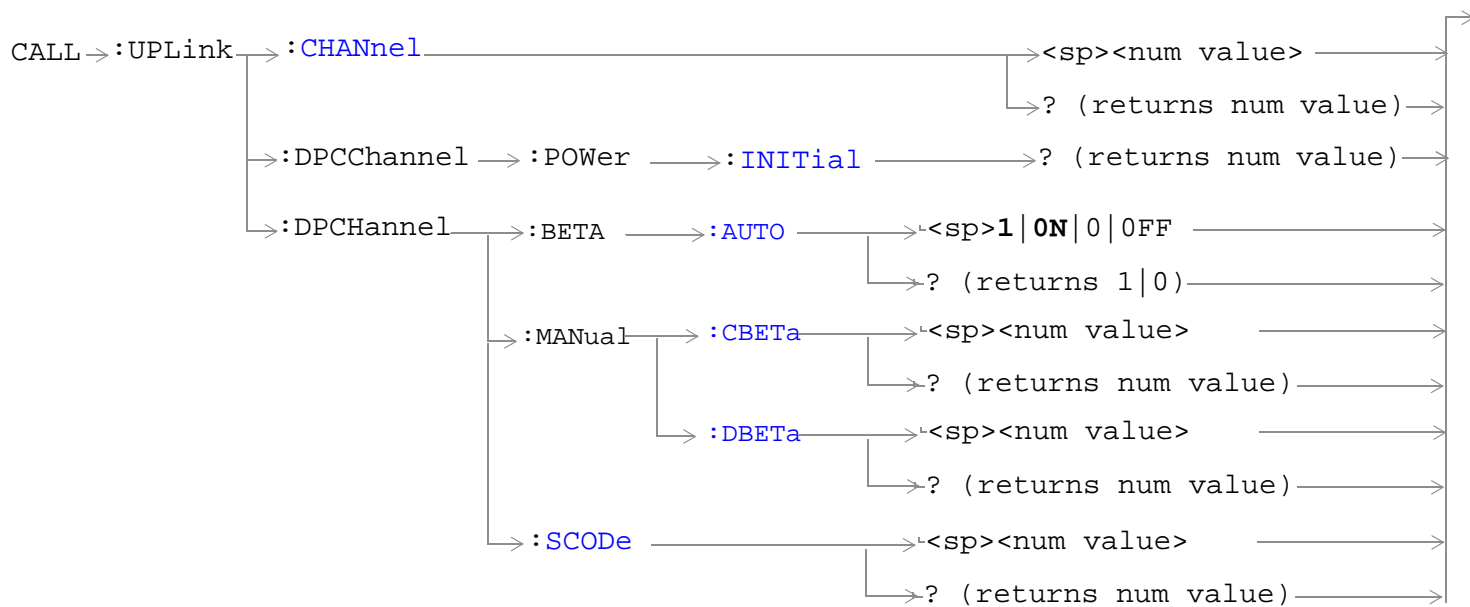 CALL :UPLink :CHANnel <sp><num value>
? (returns num value)
:DPCChannel :POWer :INITial ? (returns num value)
:DPCHannel :BETA :AUTO <sp>1|0N|0|0FF
? (returns 1|0)
:MANual :CBETa <sp><num value>
? (returns num value)
:DBETa <sp><num value>
? (returns num value)
:SCODe <sp><num value>
? (returns num value)